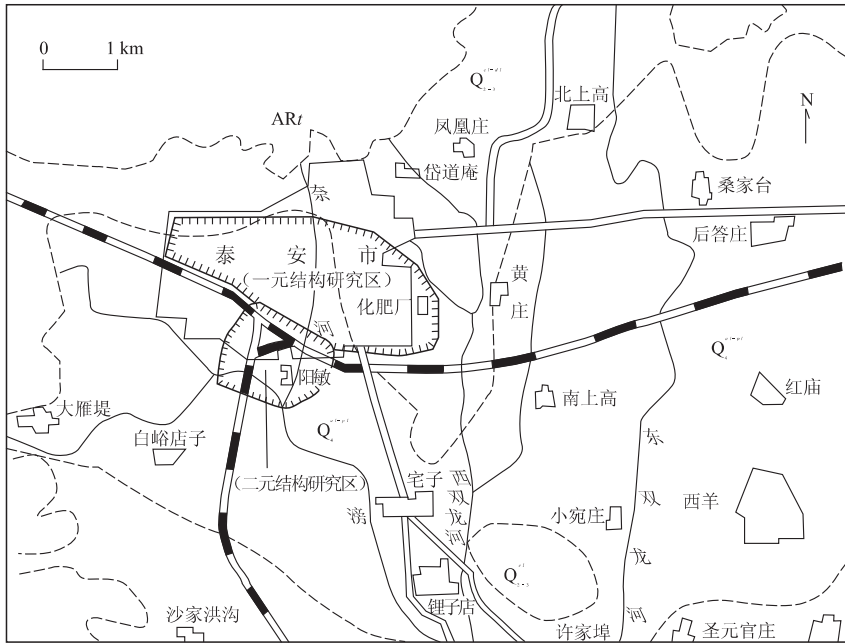 0 1 km
Q
北上高
N
ARt
凤凰庄
岱道庵
桑家台
后答庄
奈
泰安市
(一元结构研究区)
化肥厂
黄庄
河
Q
阳敏
南上高
红庙
大雁堤
白峪店子
Q
(二元结构研究区)
宅子
西双龙河
东双龙河
小宛庄
西羊
Q
锂子店
沙家洪沟
许家埠
圣元官庄